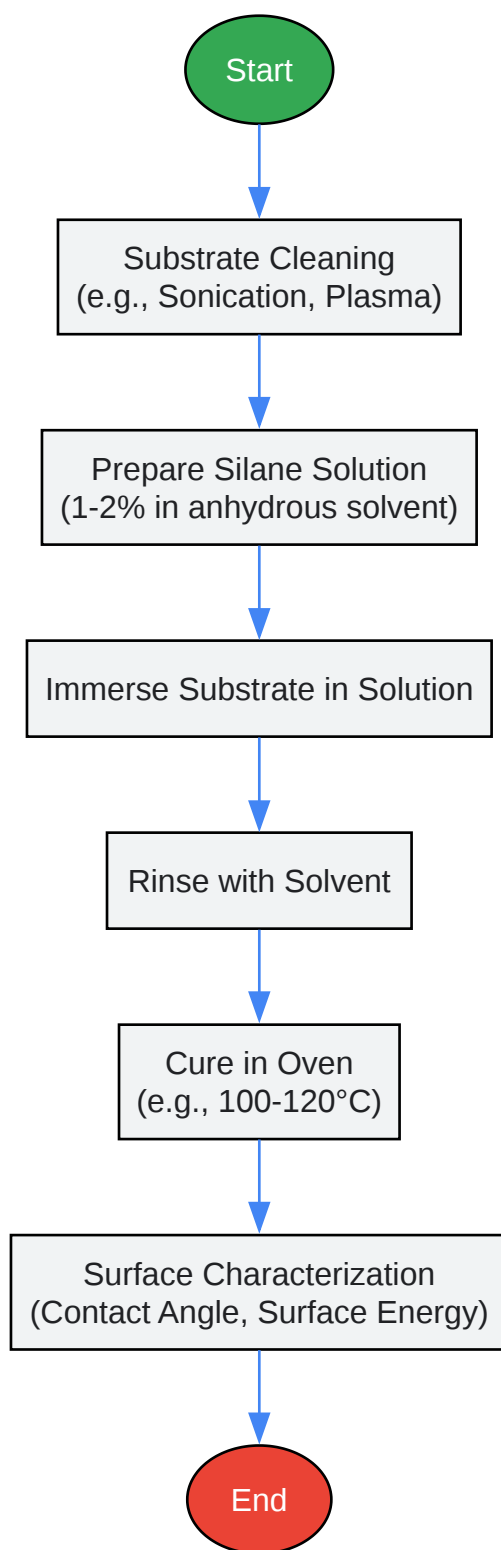 Start
Substrate Cleaning
(e.g., Sonication, Plasma)
Prepare Silane Solution
(1-2% in anhydrous solvent)
Immerse Substrate in Solution
Rinse with Solvent
Cure in Oven
(e.g., 100-120°C)
Surface Characterization
(Contact Angle, Surface Energy)
End